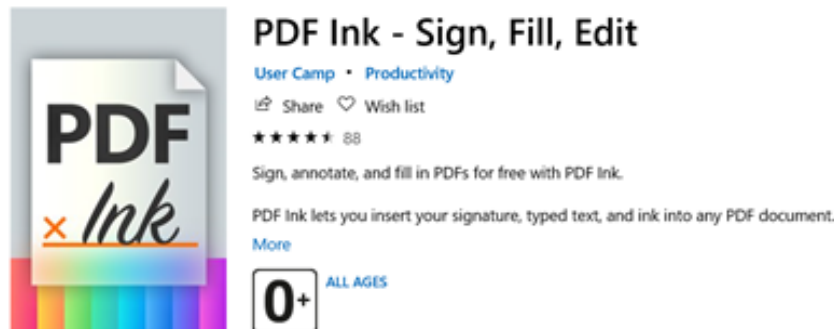 PDF
× Ink
PDF Ink - Sign, Fill, Edit
User Camp • Productivity
Share Wish list
88
Sign, annotate, and fill in PDFs for free with PDF Ink.
PDF Ink lets you insert your signature, typed text, and ink into any PDF document.
More
0+
ALL AGES